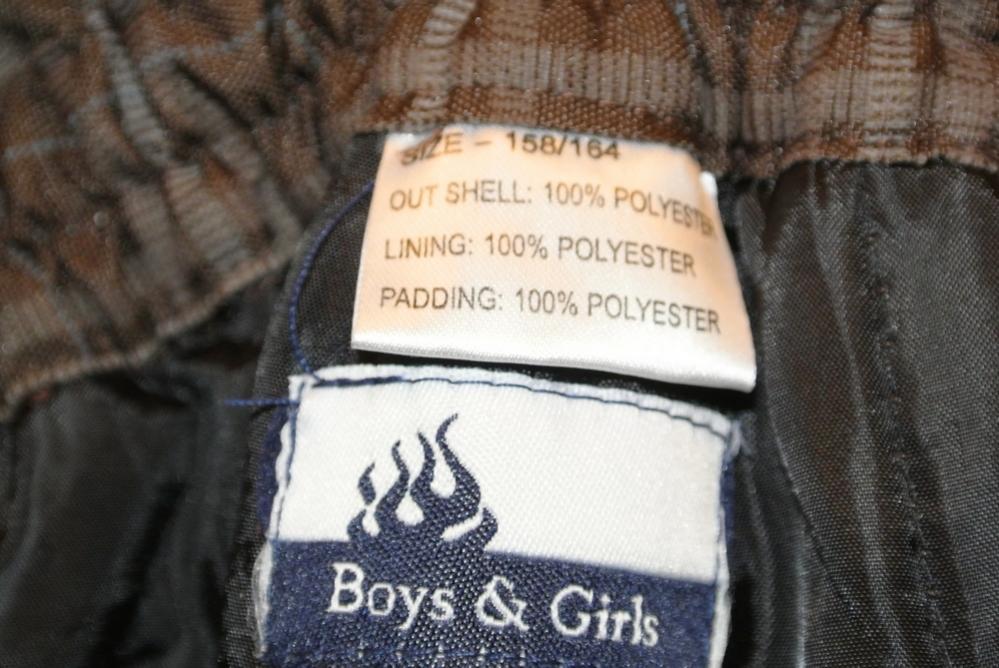 SIZE - 158/164
OUT SHELL: 100% POLYESTER
LINING: 100% POLYESTER
PADDING: 100% POLYESTER
Boys & Girls